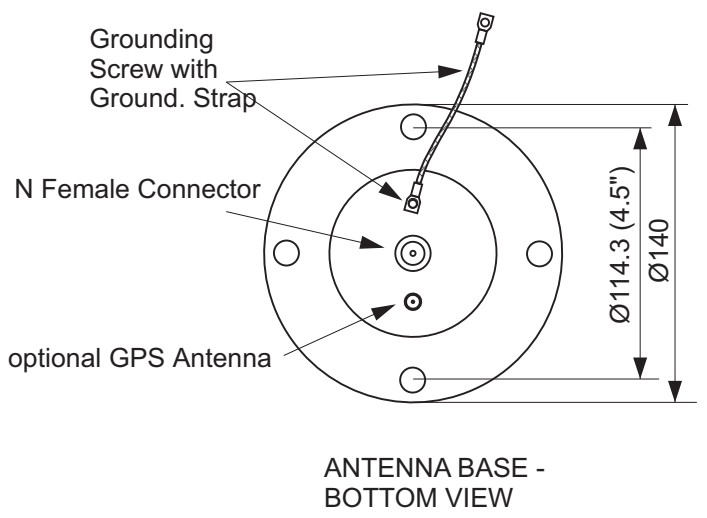 Grounding
Screw with
Ground. Strap
N Female Connector
optional GPS Antenna
Ø114.3 (4.5")
Ø140
ANTENNA BASE -
BOTTOM VIEW